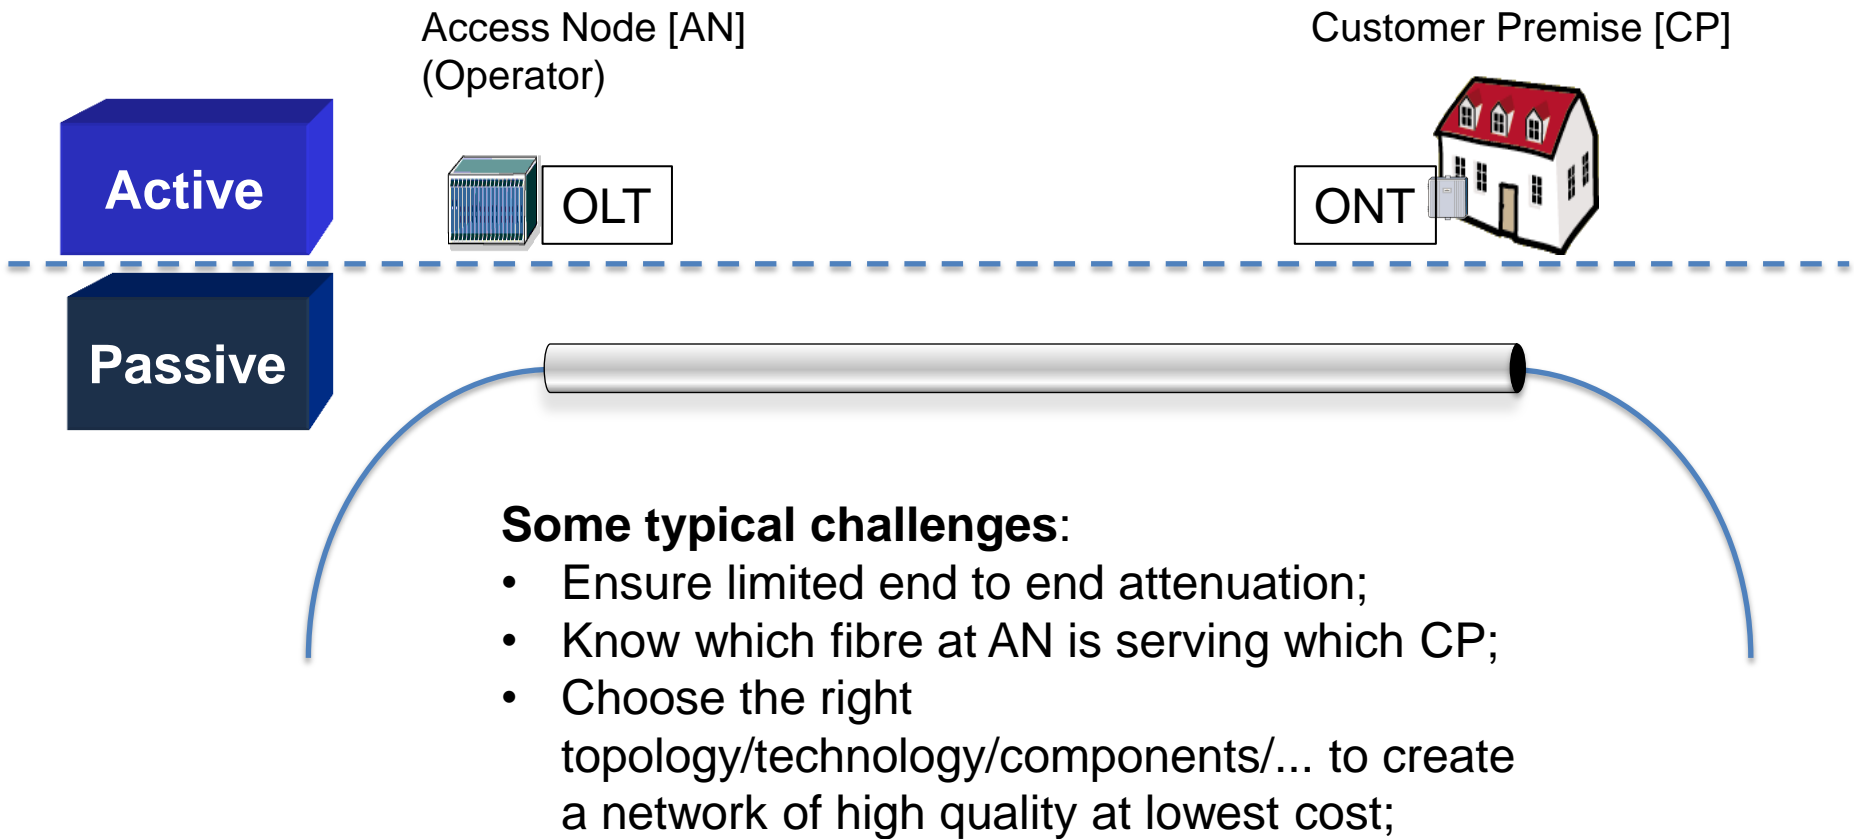 Access Node [AN]
(Operator)
Customer Premise [CP]
Active
OLT
ONT
Passive
Some typical challenges:
• Ensure limited end to end attenuation;
• Know which fibre at AN is serving which CP;
• Choose the right
topology/technology/components/... to create
a network of high quality at lowest cost;